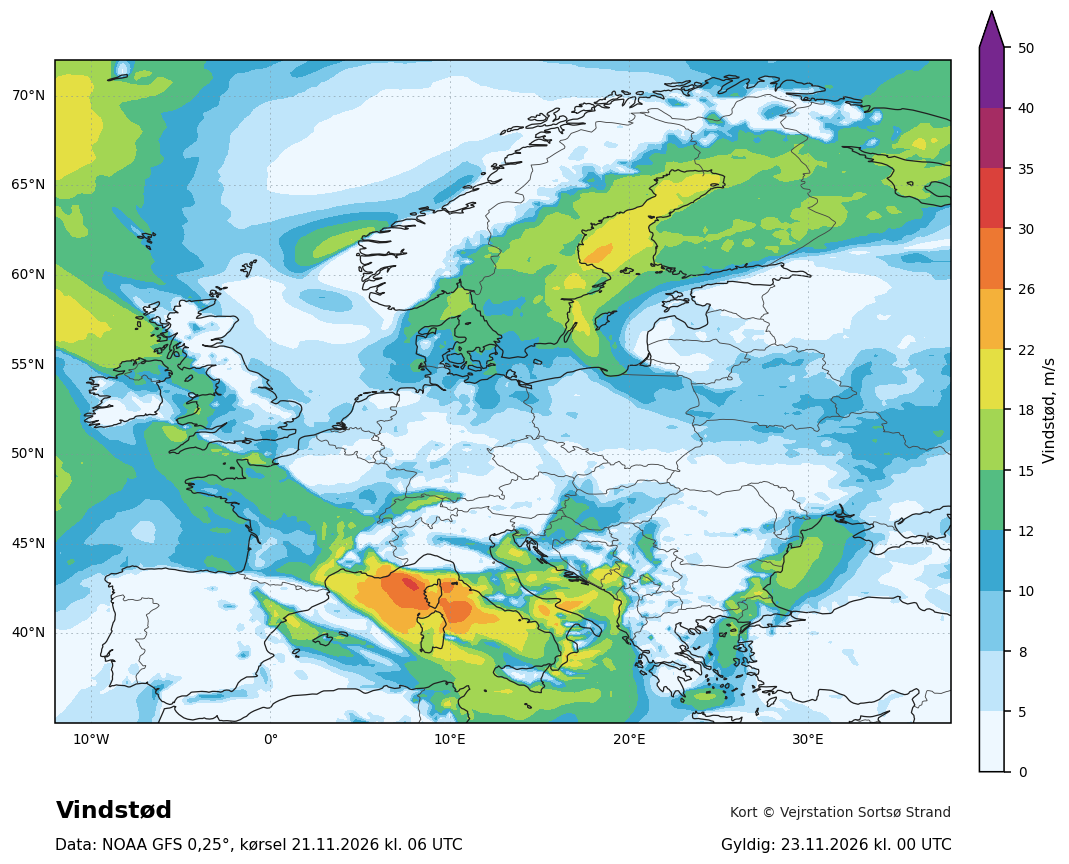 50
40
35
30
26
22
18
15
12
10
8
5
0
Vindstød, m/s
70°N
65°N
60°N
55°N
50°N
45°N
40°N
10°W
0°
10°E
20°E
30°E
Vindstød
Kort © Vejrstation Sortsø Strand
Data: NOAA GFS 0,25°, kørsel 21.11.2026 kl. 06 UTC
Gyldig: 23.11.2026 kl. 00 UTC